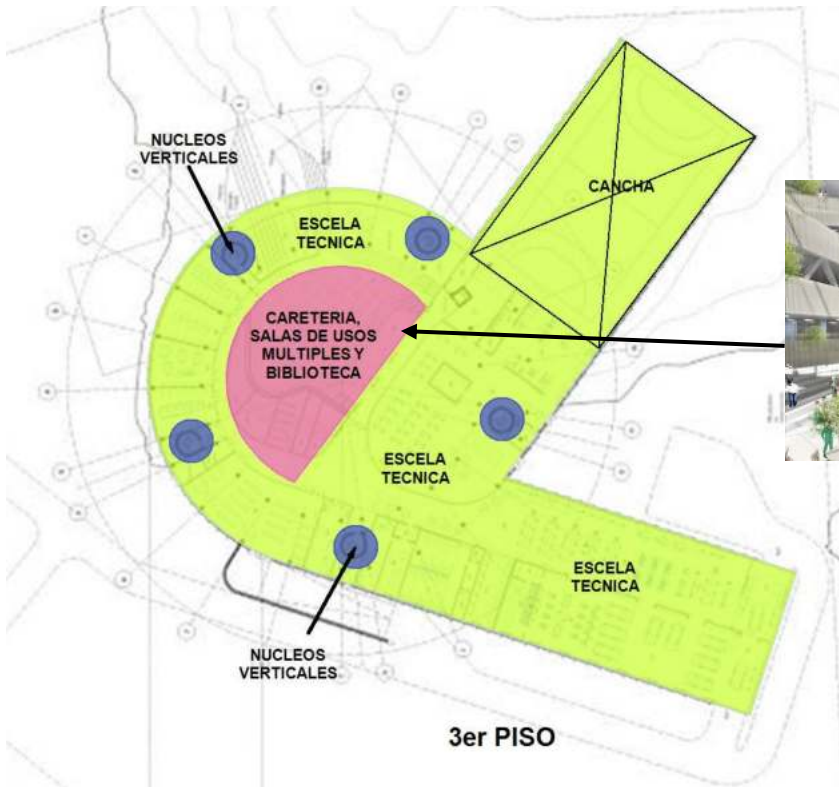 NUCLEOS
VERTICALES
CANCHA
ESCELA
TECNICA
CARETERIA,
SALAS DE USOS
MULTIPLES Y
BIBLIOTECA
ESCELA
TECNICA
ESCELA
TECNICA
NUCLEOS
VERTICALES
3er PISO